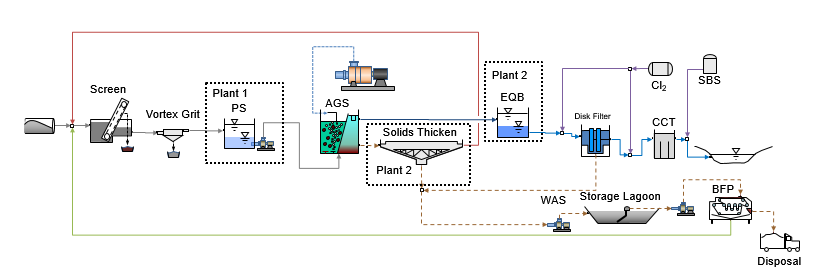 Screen
Vortex Grit
Plant 1
PS
AGS
Solids Thicken
Plant 2
Plant 2
EQB
Disk Filter
Cl2
SBS
CCT
WAS
Storage Lagoon
BFP
Disposal